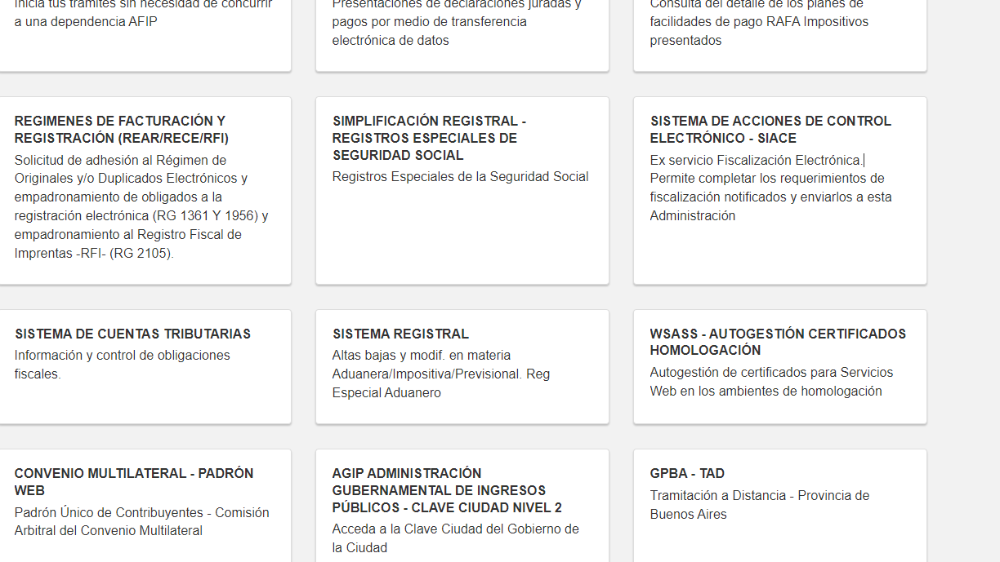 Inicia tus trámites sin necesidad de concurrir
a una dependencia AFIP
Presentaciones de declaraciones juradas y
pagos por medio de transferencia
electrónica de datos
Consulta del detalle de los planes de
facilidades de pago RAFA Impositivos
presentados
REGIMENES DE FACTURACIÓN Y
REGISTRACIÓN (REAR/RECE/RFI)
Solicitud de adhesión al Régimen de
Originales y/o Duplicados Electrónicos y
empadronamiento de obligados a la
registración electrónica (RG 1361 Y 1956) y
empadronamiento al Registro Fiscal de
Imprentas -RFI- (RG 2105).
SIMPLIFICACIÓN REGISTRAL -
REGISTROS ESPECIALES DE
SEGURIDAD SOCIAL
Registros Especiales de la Seguridad Social
SISTEMA DE ACCIONES DE CONTROL
ELECTRÓNICO - SIACE
Ex servicio Fiscalización Electrónica.
Permite completar los requerimientos de
fiscalización notificados y enviarlos a esta
Administración
SISTEMA DE CUENTAS TRIBUTARIAS
Información y control de obligaciones
fiscales.
SISTEMA REGISTRAL
Altas bajas y modif. en materia
Aduanera/Impositiva/Previsional. Reg
Especial Aduanero
WSASS - AUTOGESTIÓN CERTIFICADOS
HOMOLOGACIÓN
Autogestión de certificados para Servicios
Web en los ambientes de homologación
CONVENIO MULTILATERAL - PADRÓN
WEB
Padrón Único de Contribuyentes - Comisión
Arbitral del Convenio Multilateral
AGIP ADMINISTRACIÓN
GUBERNAMENTAL DE INGRESOS
PÚBLICOS - CLAVE CIUDAD NIVEL 2
Acceda a la Clave Ciudad del Gobierno de
la Ciudad
GPBA - TAD
Tramitación a Distancia - Provincia de
Buenos Aires